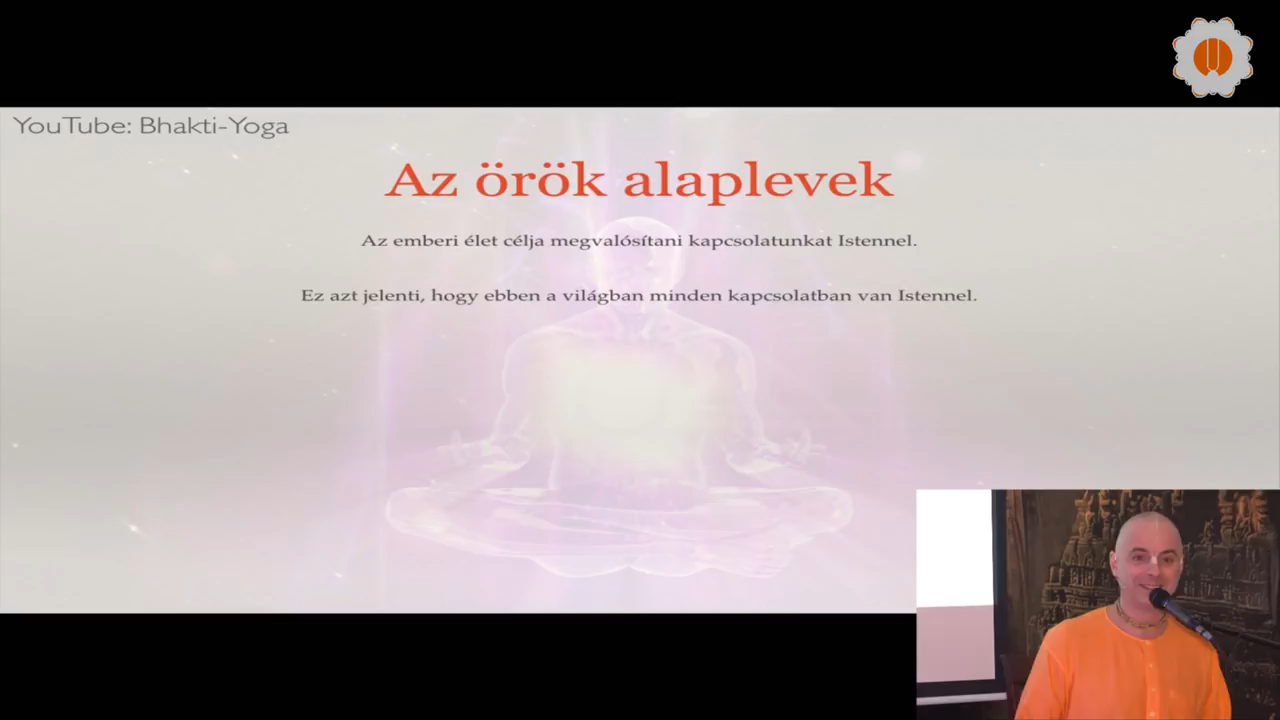 YouTube: Bhakti-Yoga
Az örök alaplevek
Az emberi élet célja megvalósítani kapcsolatunkat Istennel.
Ez azt jelenti, hogy ebben a világban minden kapcsolatban van Istennel.